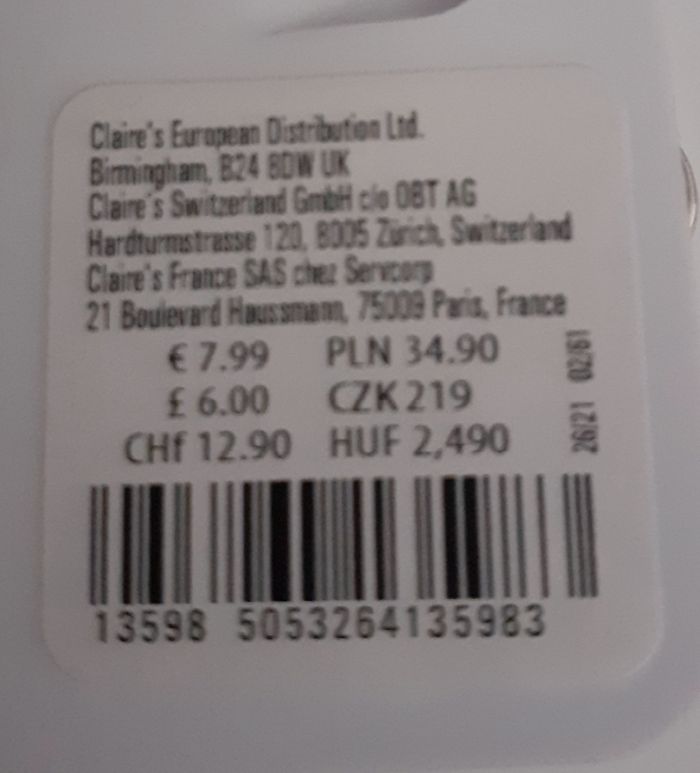 Claire's European Distribution Ltd.
Birmingham, B24 8DW UK
Claire's Switzerland GmbH c/o OBT AG
Hardturmstrasse 120, 8005 Zürich, Switzerland
Claire's France SAS chez Servcorp
21 Boulevard Haussmann, 75009 Paris, France
€ 7.99 PLN 34.90
£ 6.00 CZK 219
CHf 12.90 HUF 2,490
26/21 02/61
13598 5053264135983